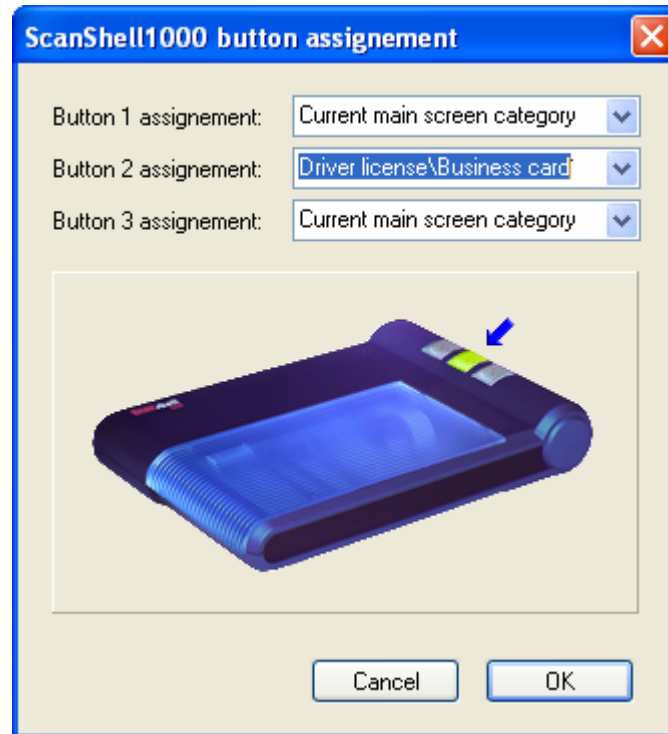 ScanShell1000 button assignement
Button 1 assignement: Current main screen category
Button 2 assignement: Driver license\Business card
Button 3 assignement: Current main screen category
Cancel OK